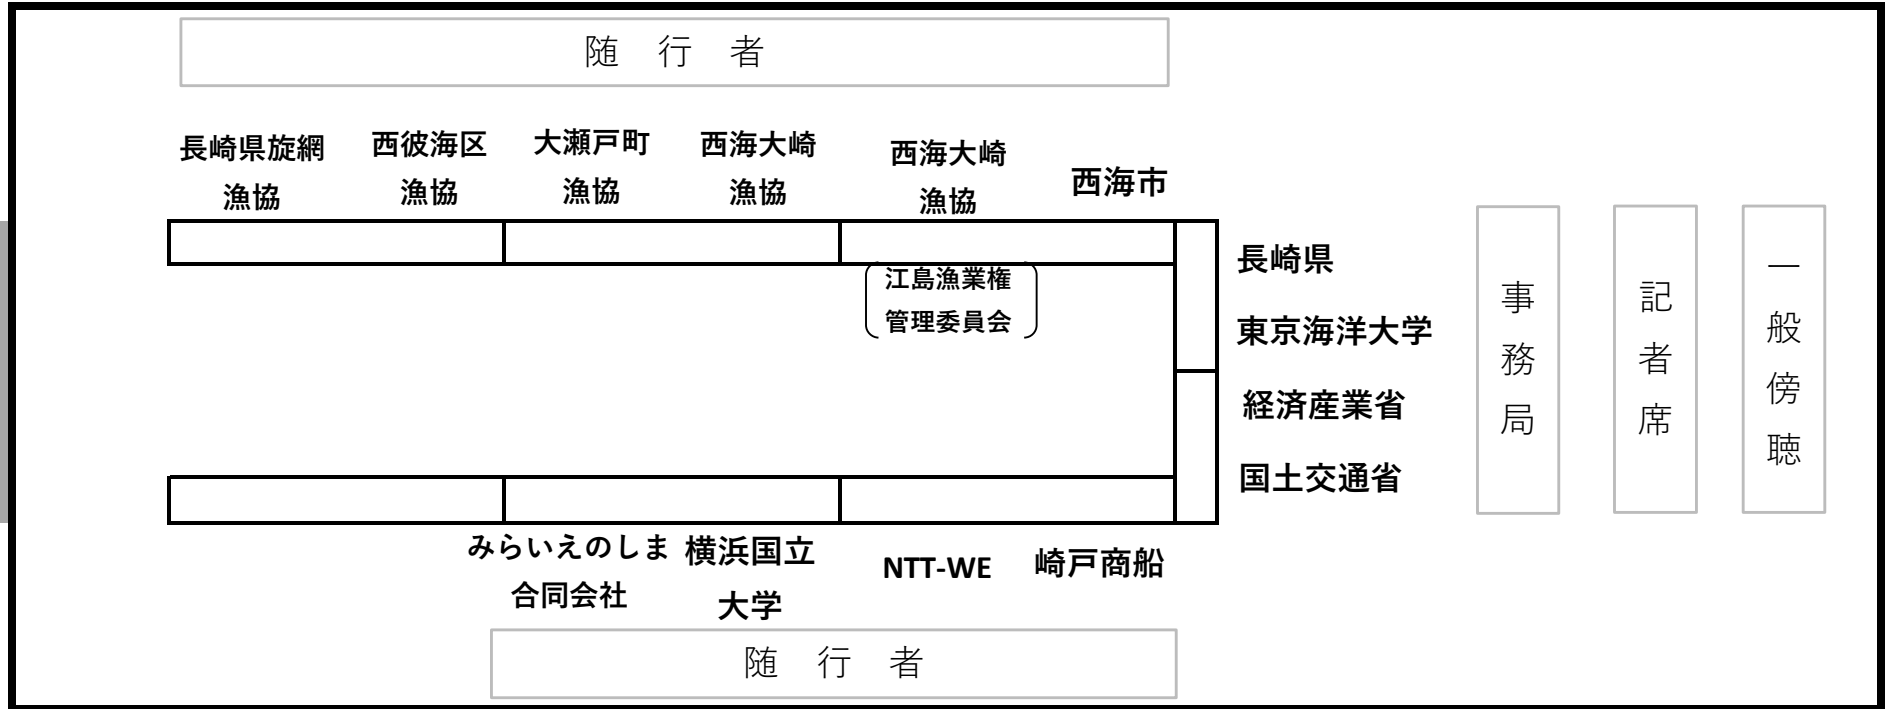 随 行 者
長崎県旋網
漁協
西彼海区
漁協
大瀬戸町
漁協
西海大崎
漁協
西海大崎
漁協
西海市
江島漁業権
管理委員会
長崎県
東京海洋大学
経済産業省
国土交通省
事務局
記者席
一般傍聴
みらいえのしま
合同会社
横浜国立
大学
NTT-WE
崎戸商船
随 行 者